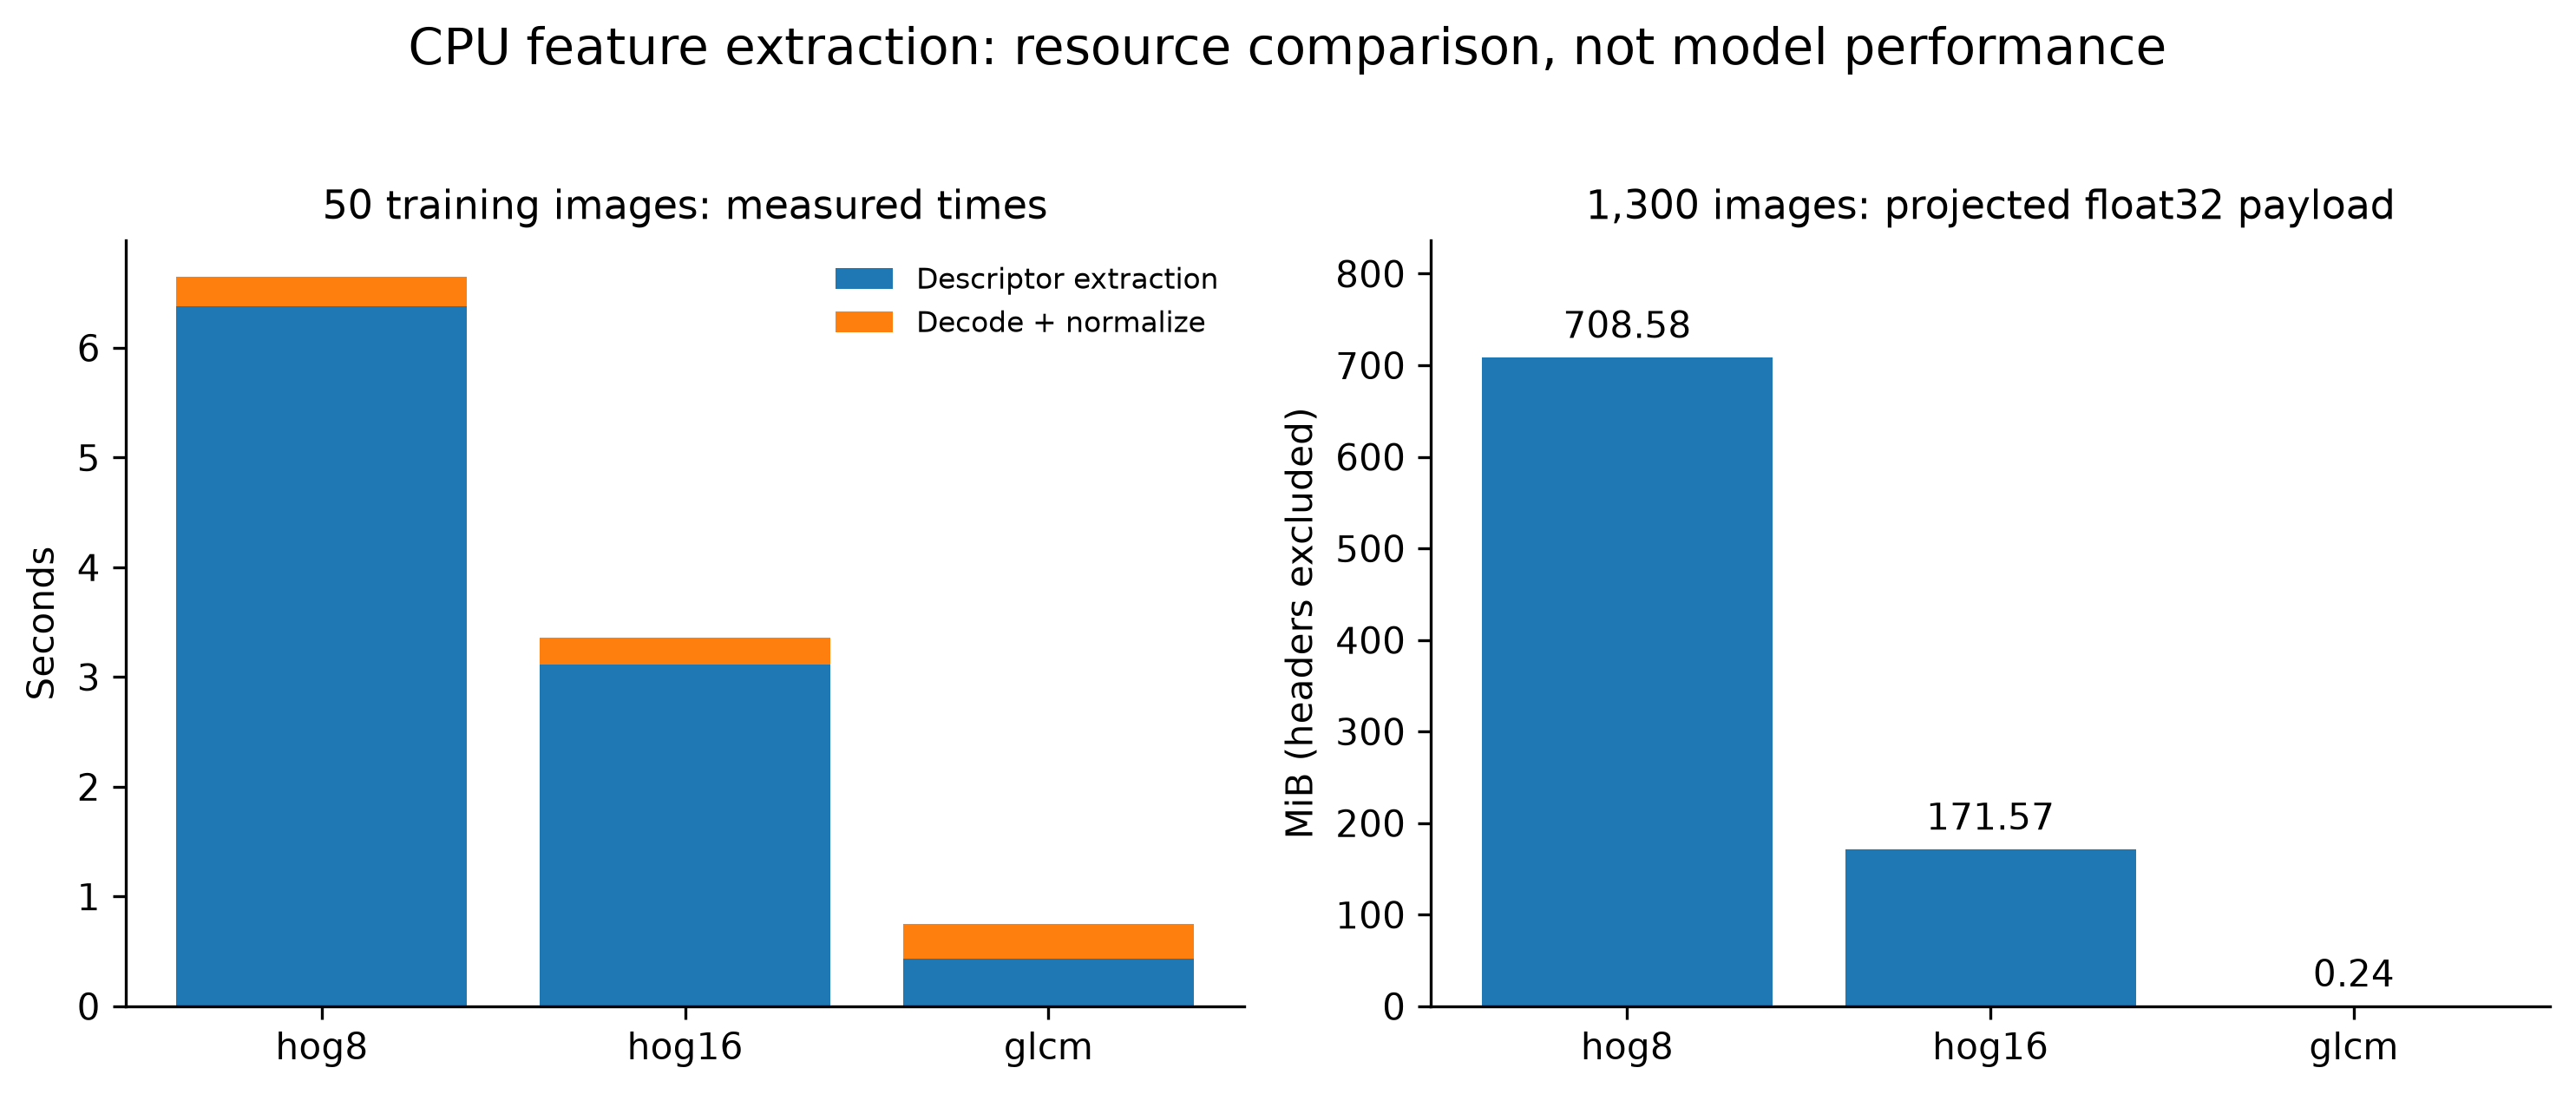 CPU feature extraction: resource comparison, not model performance
50 training images: measured times
Seconds
6
5
4
3
2
1
0
Descriptor extraction
Decode + normalize
hog8
hog16
glcm
1,300 images: projected float32 payload
MiB (headers excluded)
800
700
600
500
400
300
200
100
0
708.58
171.57
0.24
hog8
hog16
glcm